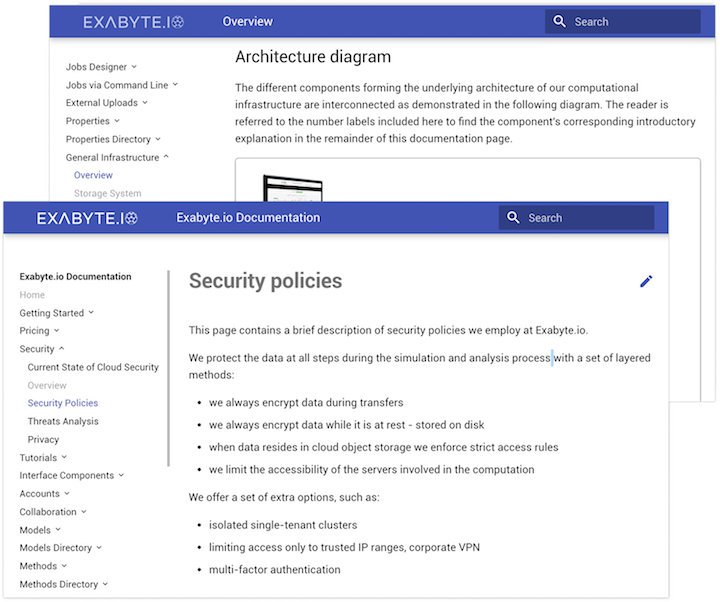 EXABYTE.IO
Overview
Search
Jobs Designer
Jobs via Command Line
External Uploads
Properties
Properties Directory
General Infrastructure
Overview
Storage System
Architecture diagram
The different components forming the underlying architecture of our computational
infrastructure are interconnected as demonstrated in the following diagram. The reader is
referred to the number labels included here to find the component's corresponding introductory
explanation in the remainder of this documentation page.
EXABYTE.IO
Exabyte.io Documentation
Search
Exabyte.io Documentation
Home
Getting Started
Pricing
Security
Current State of Cloud Security
Overview
Security Policies
Threats Analysis
Privacy
Tutorials
Interface Components
Accounts
Collaboration
Models
Models Directory
Methods
Methods Directory
Security policies
This page contains a brief description of security policies we employ at Exabyte.io.
We protect the data at all steps during the simulation and analysis process with a set of layered
methods:
• we always encrypt data during transfers
• we always encrypt data while it is at rest - stored on disk
• when data resides in cloud object storage we enforce strict access rules
• we limit the accessibility of the servers involved in the computation
We offer a set of extra options, such as:
• isolated single-tenant clusters
• limiting access only to trusted IP ranges, corporate VPN
• multi-factor authentication